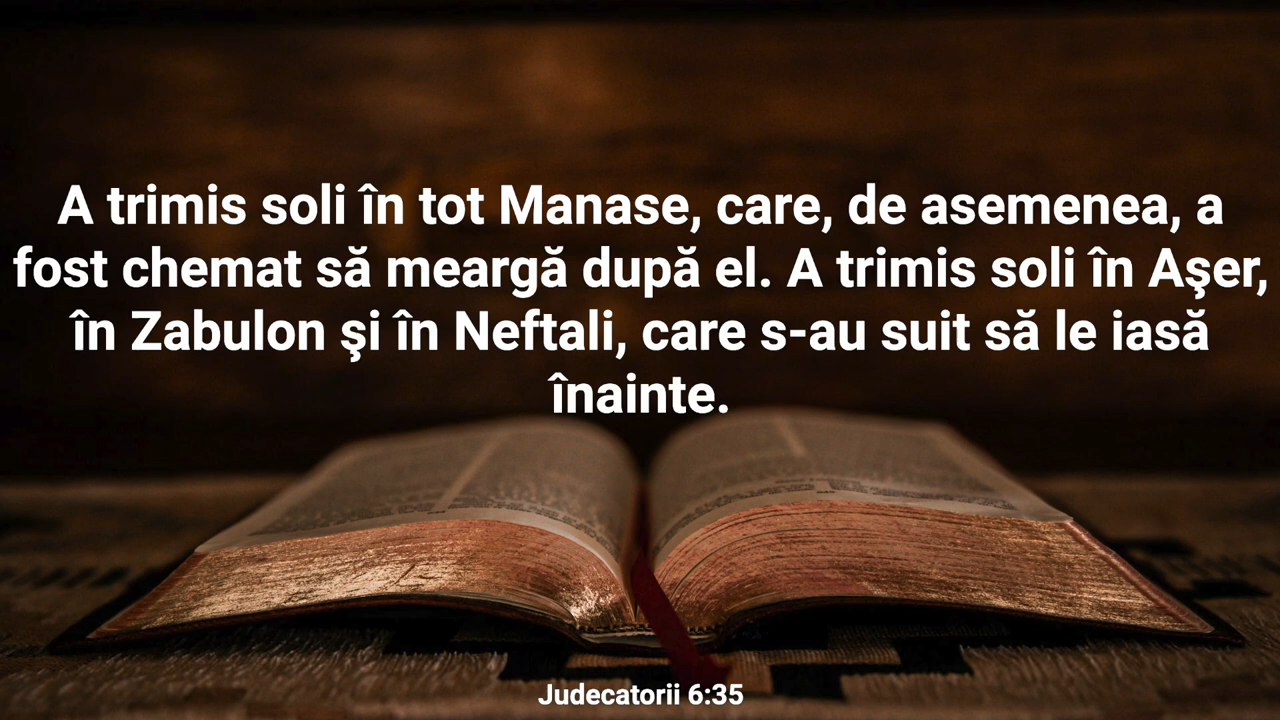 A trimis soli în tot Manase, care, de asemenea, a
fost chemat să meargă după el. A trimis soli în Aşer,
în Zabulon şi în Neftali, care s-au suit să le iasă
înainte.
Judecatorii 6:35